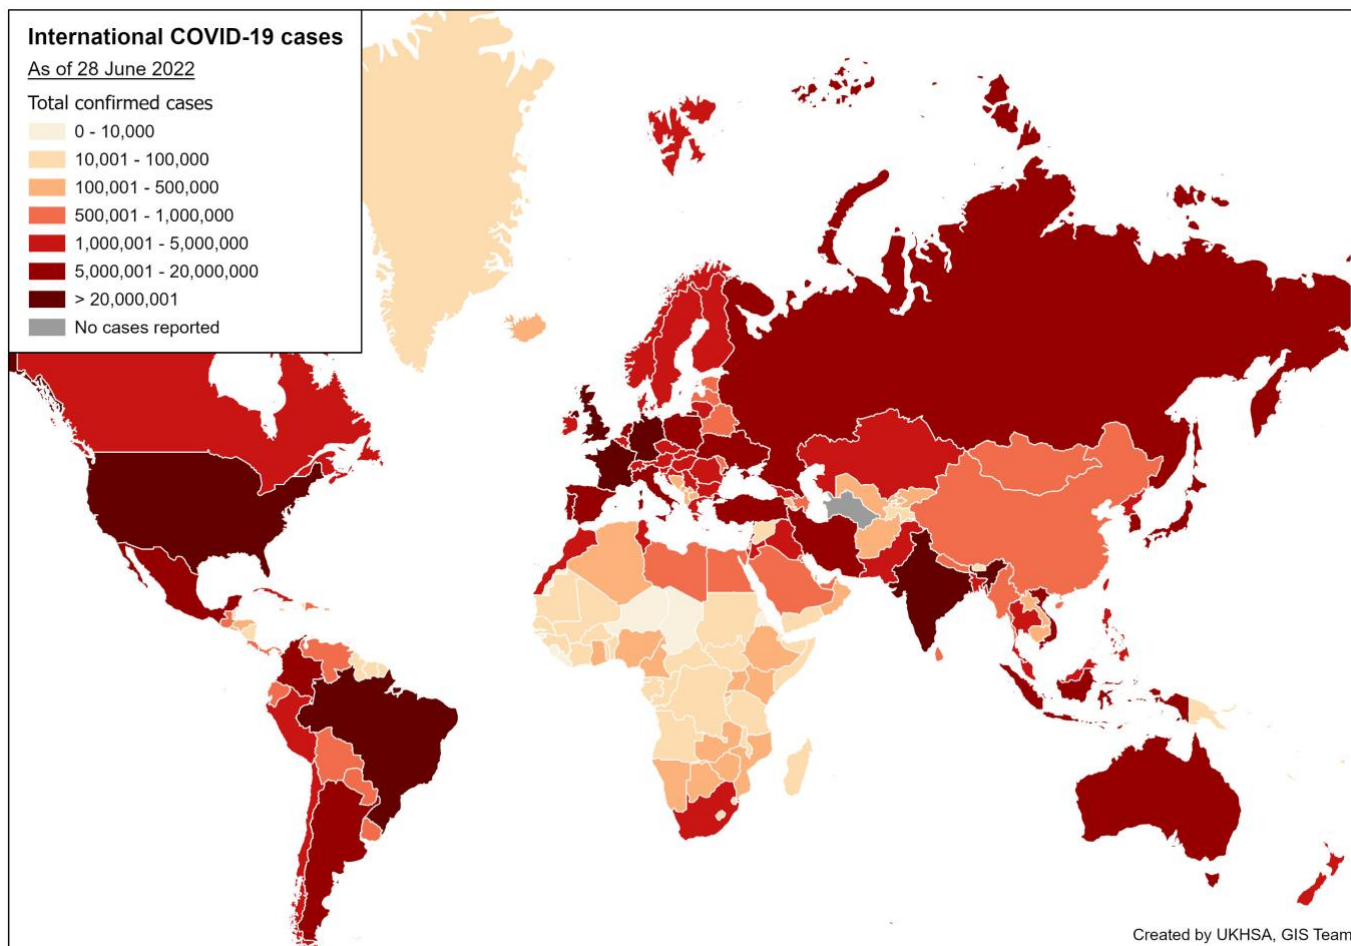 International COVID-19 cases
As of 28 June 2022
Total confirmed cases
0 - 10,000
10,001 - 100,000
100,001 - 500,000
500,001 - 1,000,000
1,000,001 - 5,000,000
5,000,001 - 20,000,000
> 20,000,001
No cases reported
Created by UKHSA, GIS Team